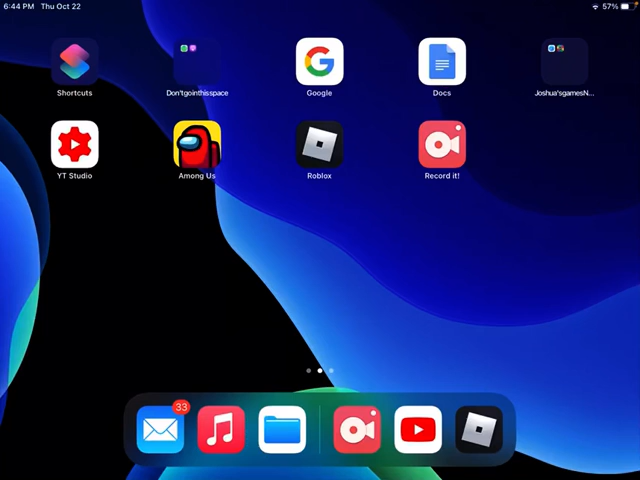 6:44 PM Thu Oct 22
57%
Shortcuts
Don'tgointhisspace
Google
Docs
Joshua'sgamesN...
YT Studio
Among Us
Roblox
Record it!
33